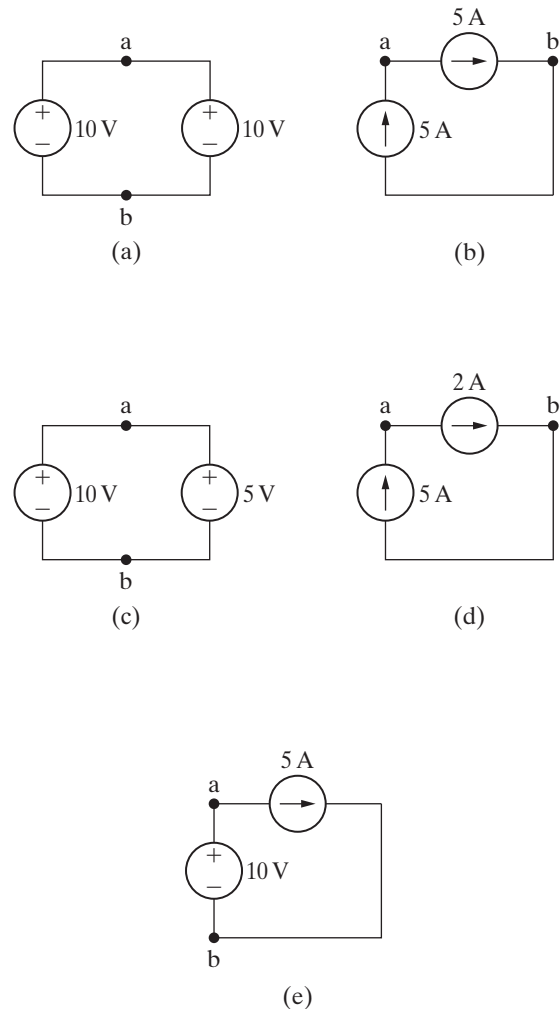 a
+ +
10 V 10 V
– –
b
(a)
5 A
a b
5 A
(b)
a
+ +
10 V 5 V
– –
b
(c)
2 A
a b
5 A
(d)
5 A
a
+
10 V
–
b
(e)